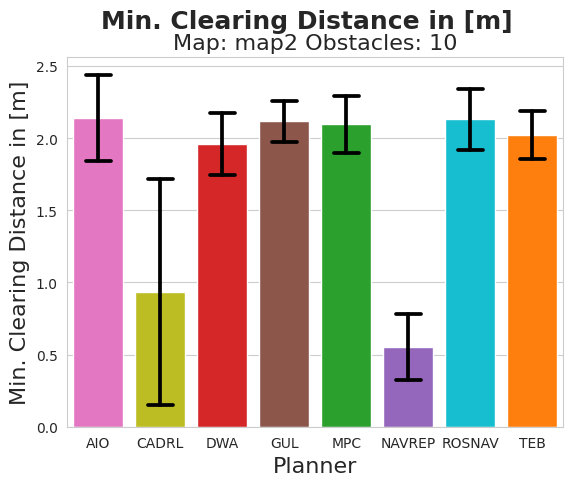 Min. Clearing Distance in [m]
Map: map2 Obstacles: 10
Min. Clearing Distance in [m]
2.5
2.0
1.5
1.0
0.5
0.0
AIO CADRL DWA GUL MPC NAVREP ROSNAV TEB
Planner